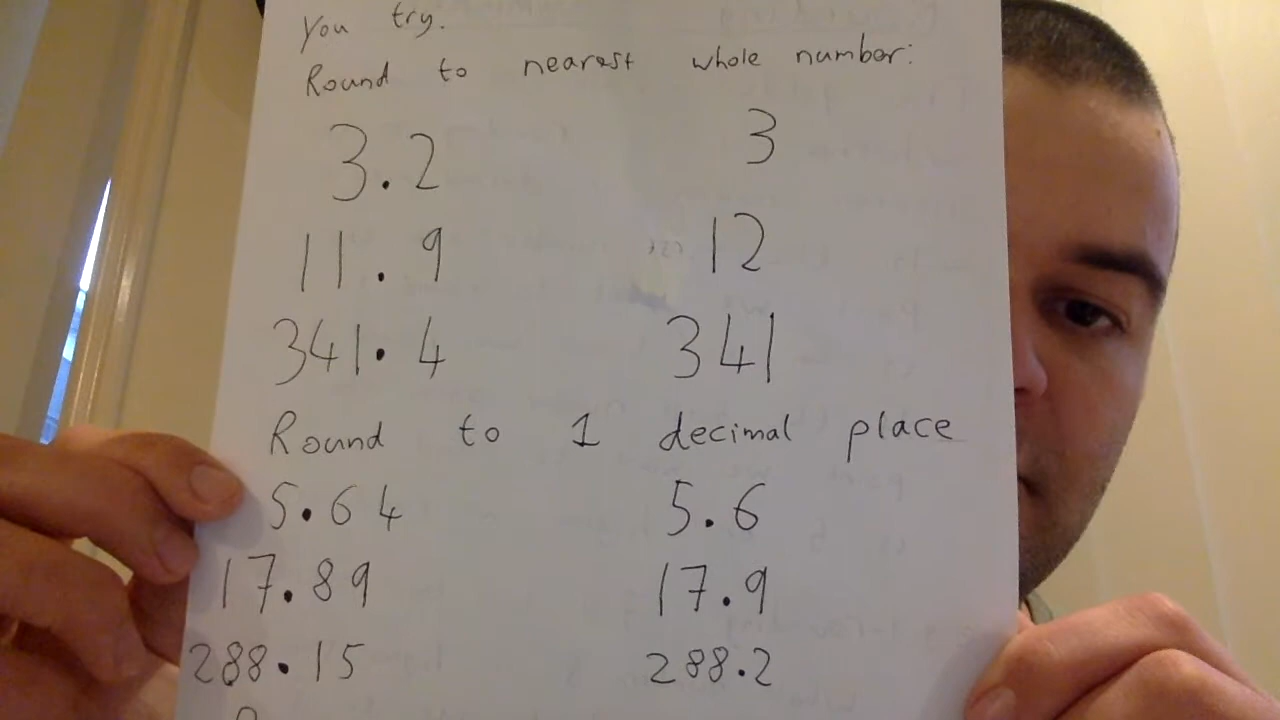 You try.
Round to nearest whole number:
3.2 3
11.9 12
341.4 341
Round to 1 decimal place
5.64 5.6
17.89 17.9
288.15 288.2